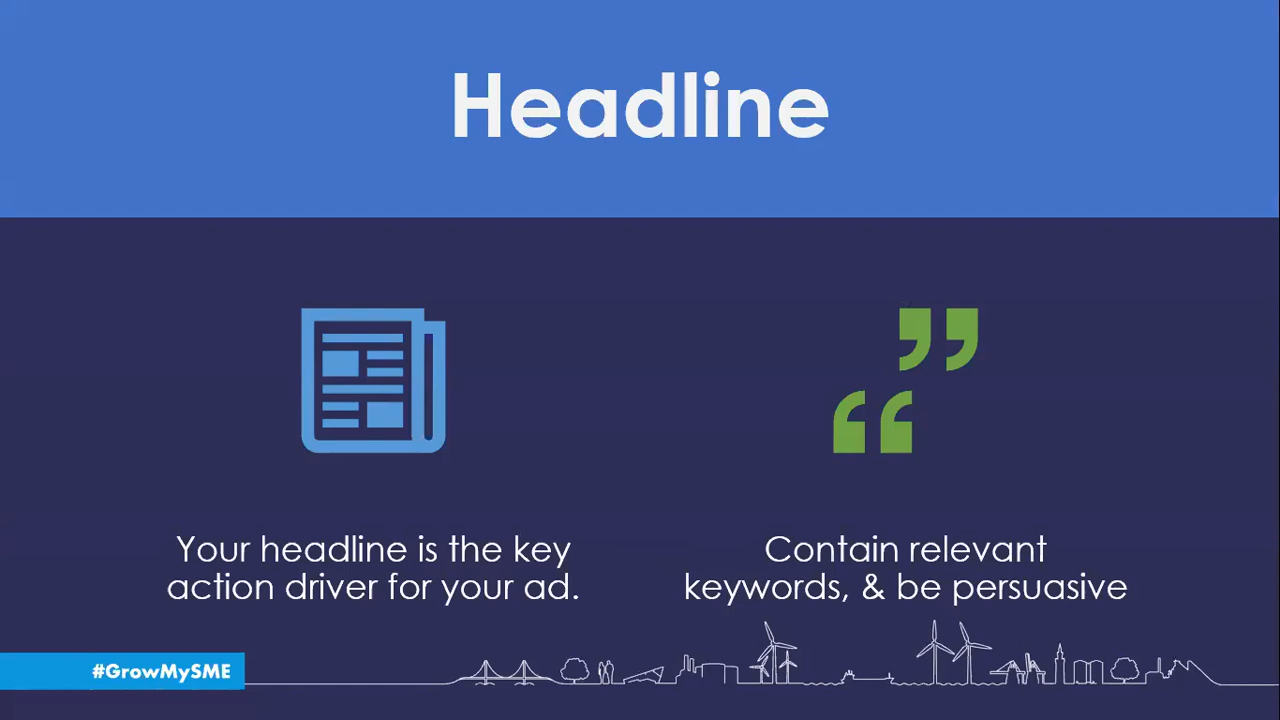 Headline
Your headline is the key
action driver for your ad.
Contain relevant
keywords, & be persuasive
#GrowMySME